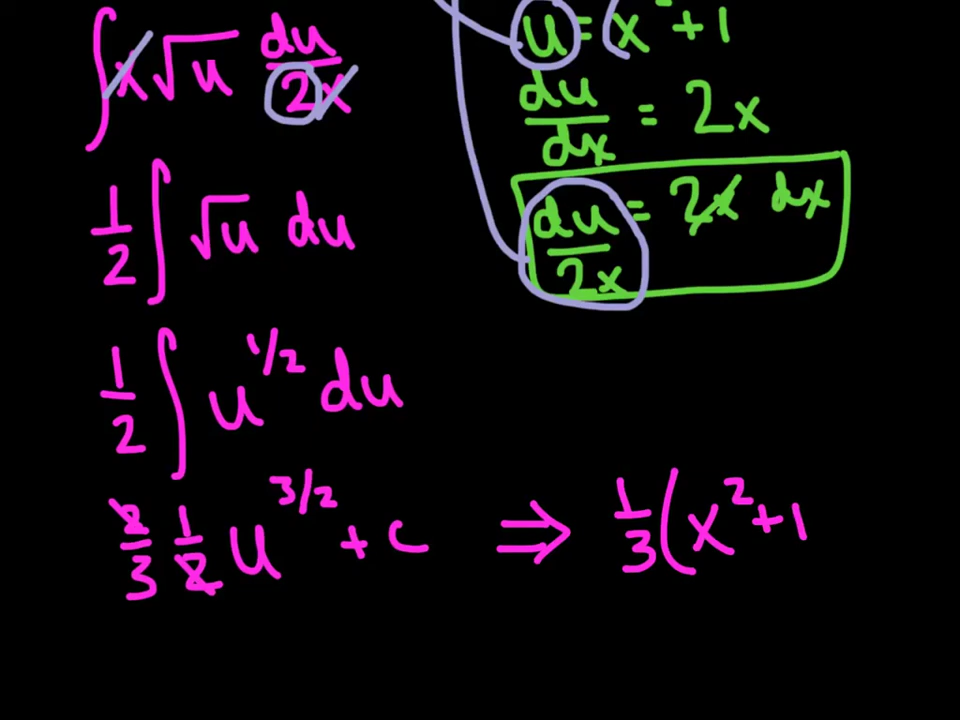 ∫ x √u du/2x
u = (x² + 1
du/dx = 2x
du/2x = 2x dx
1/2 ∫ √u du
1/2 ∫ u^1/2 du
2/3 1/2 u^3/2 + c ⇒ 1/3 (x² + 1